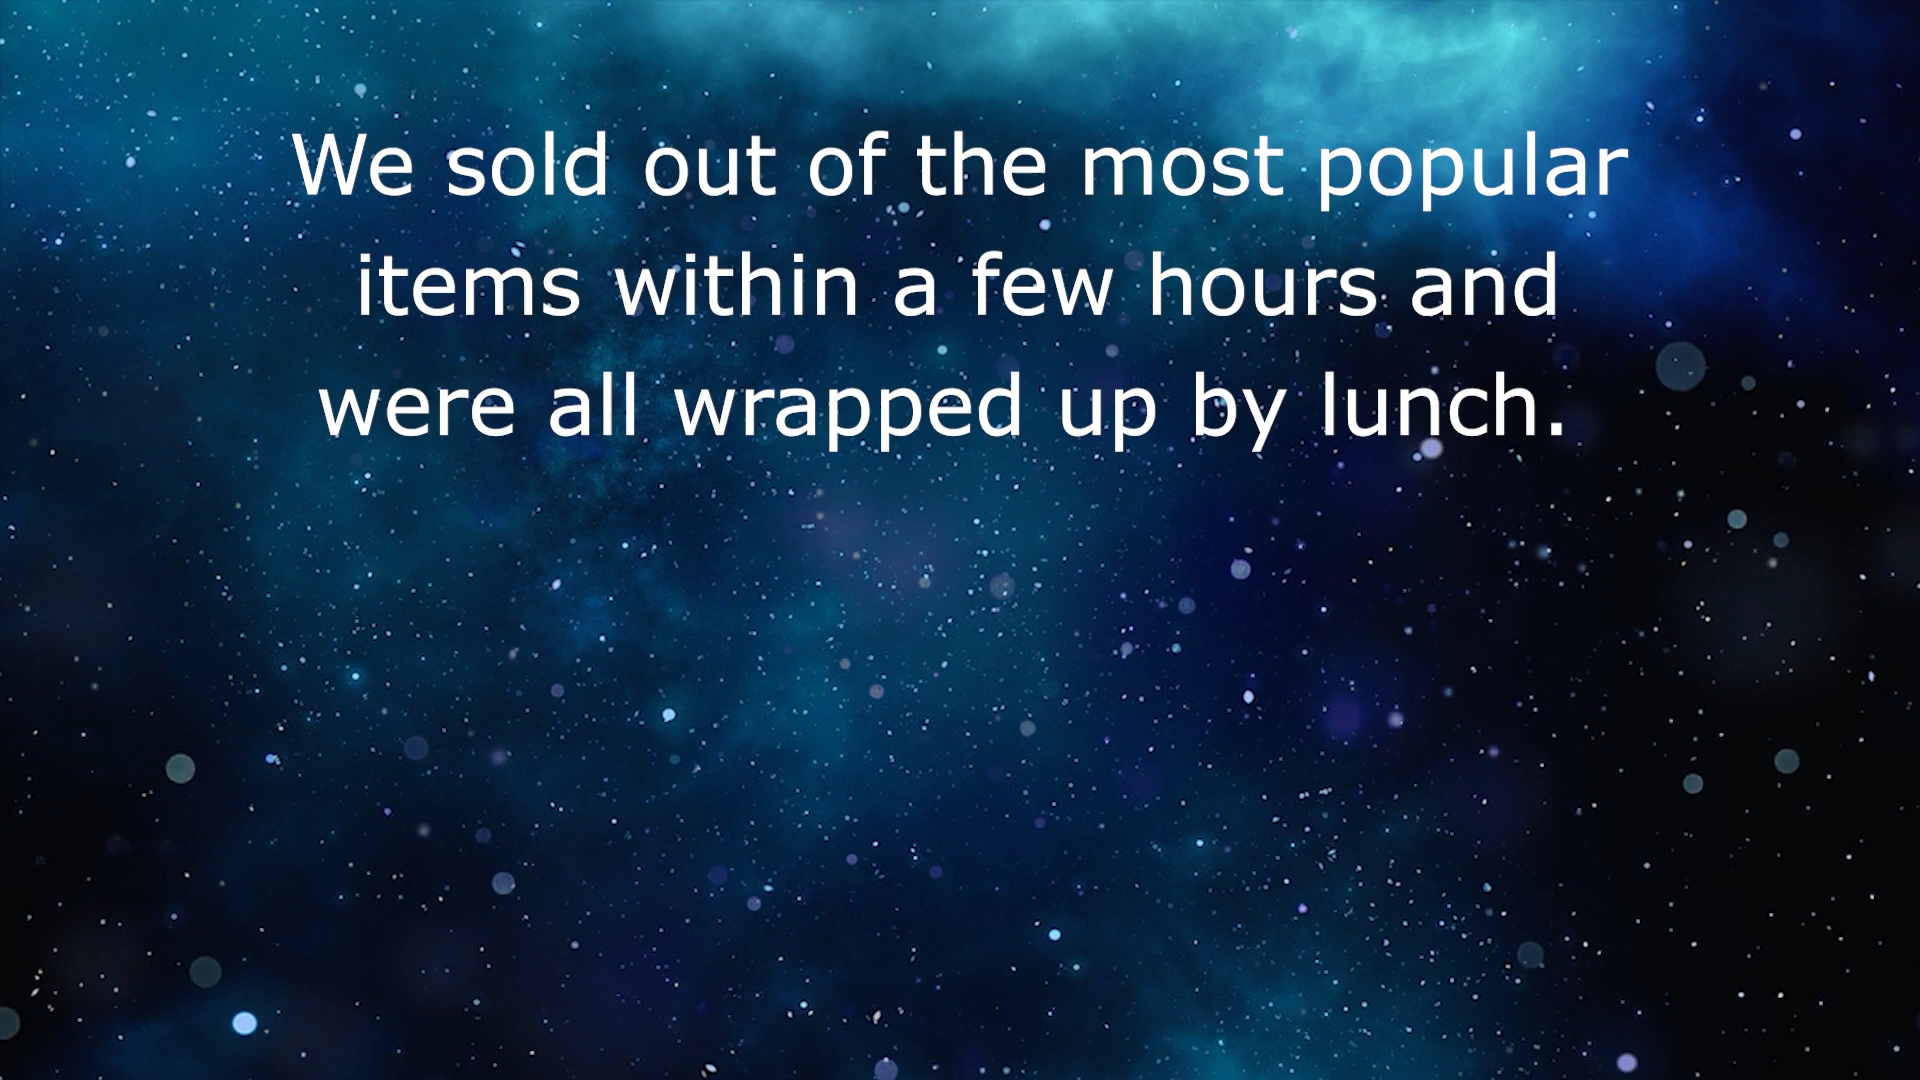 We sold out of the most popular
items within a few hours and
were all wrapped up by lunch.